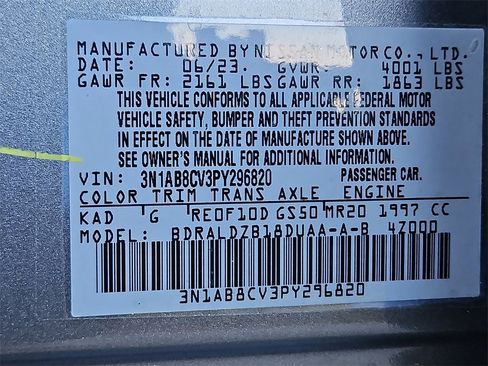 MANUFACTURED BY NISSAN MOTOR CO., LTD.
DATE: 06/23. GVWR: 4001 LBS
GAWR FR: 2161 LBS GAWR RR: 1863 LBS
THIS VEHICLE CONFORMS TO ALL APPLICABLE FEDERAL MOTOR
VEHICLE SAFETY, BUMPER AND THEFT PREVENTION STANDARDS
IN EFFECT ON THE DATE OF MANUFACTURE SHOWN ABOVE.
SEE OWNER'S MANUAL FOR ADDITIONAL INFORMATION.
VIN: 3N1AB8CV3PY296820 PASSENGER CAR.
COLOR TRIM TRANS AXLE ENGINE
KAD G RE0F10D GS50 MR20 1997 CC
MODEL: BDRALDZB18DUAA-A-B 4Z000
3N1AB8CV3PY296820